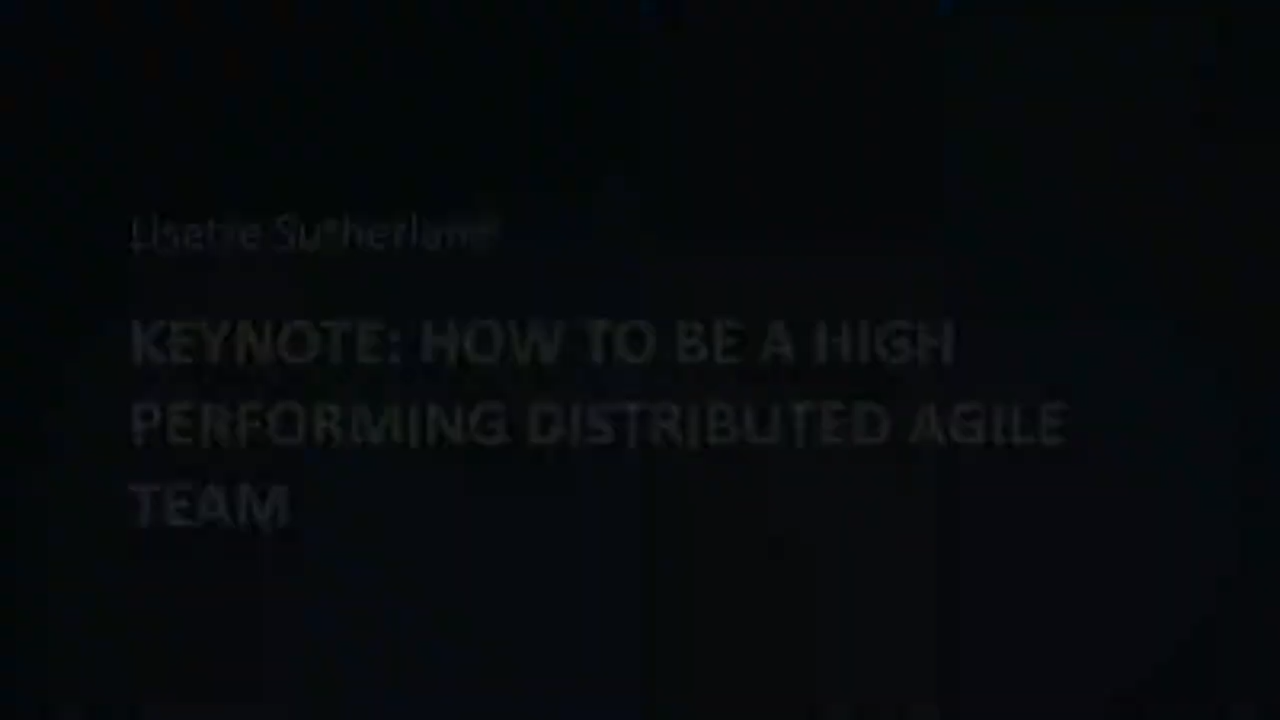 Lisette Sutherland
KEYNOTE: HOW TO BE A HIGH
PERFORMING DISTRIBUTED AGILE
TEAM